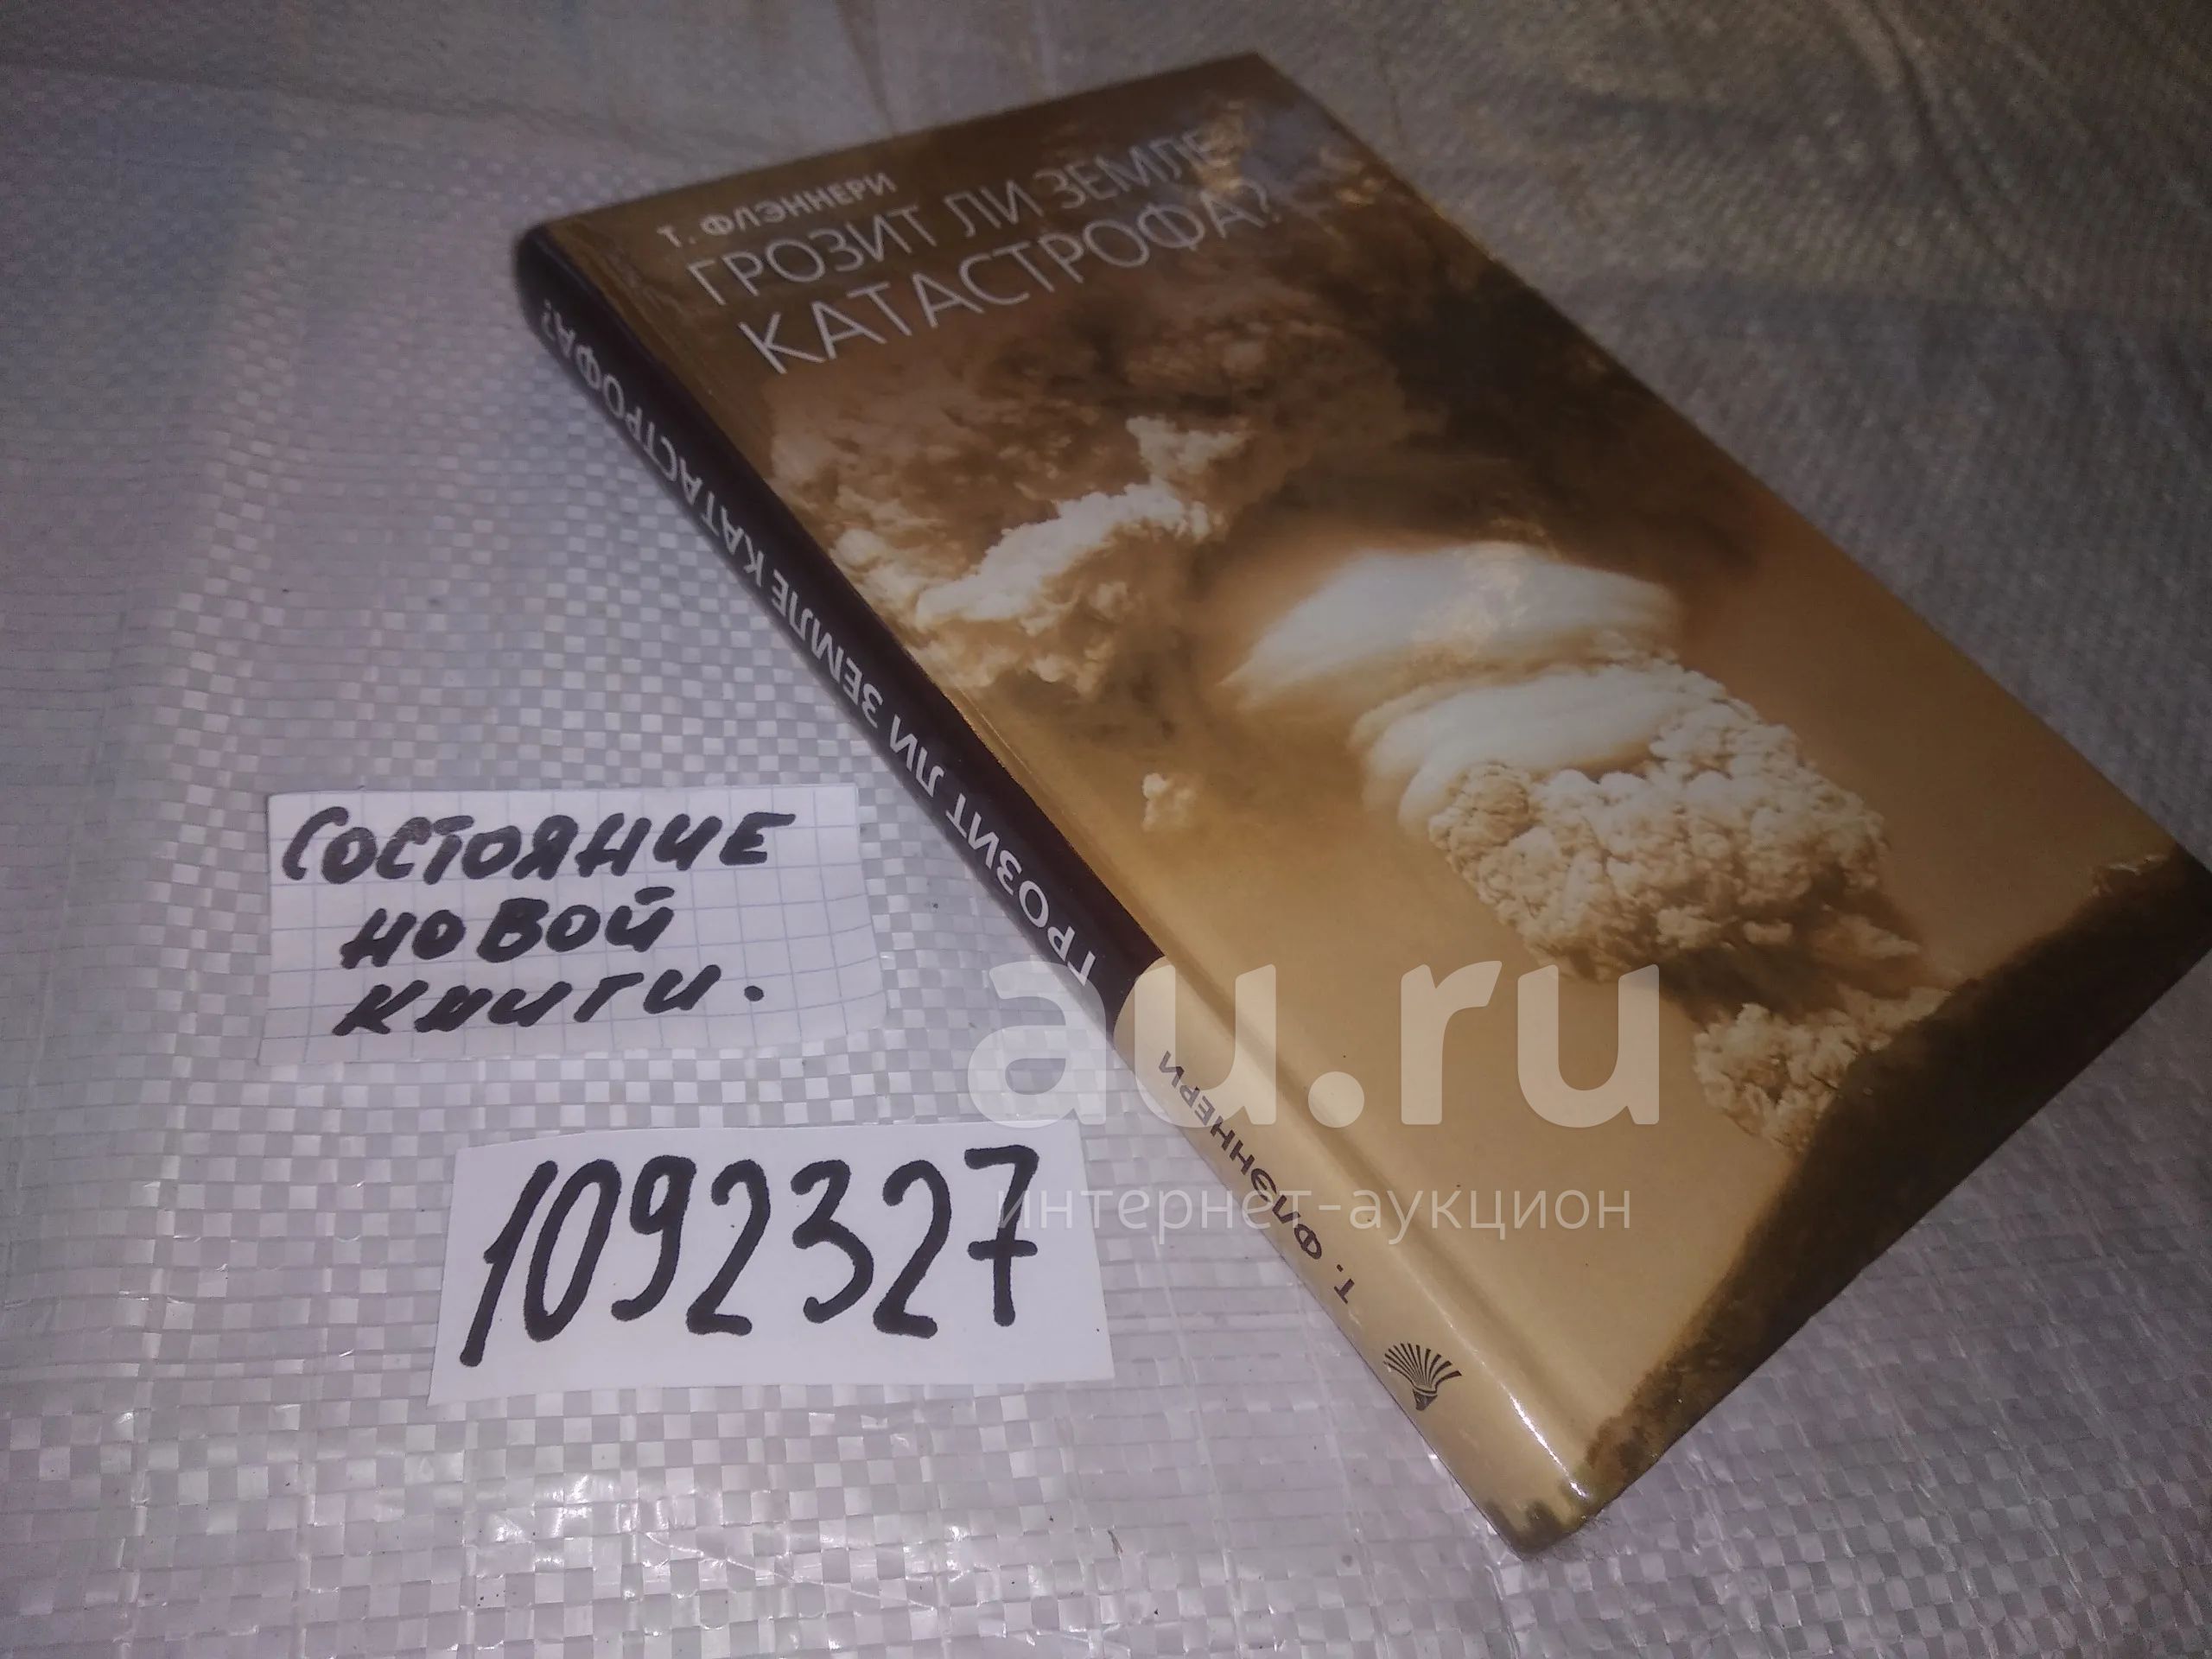 Т. ФЛЭННЕРИ
ГРОЗИТ ЛИ ЗЕМЛЕ
КАТАСТРОФА?
ГРОЗИТ ЛИ ЗЕМЛЕ КАТАСТРОФА?
Т. ФЛЭННЕРИ
СОСТОЯНИЕ
НОВОЙ
КНИГИ.
1092327
au.ru
интернет-аукцион